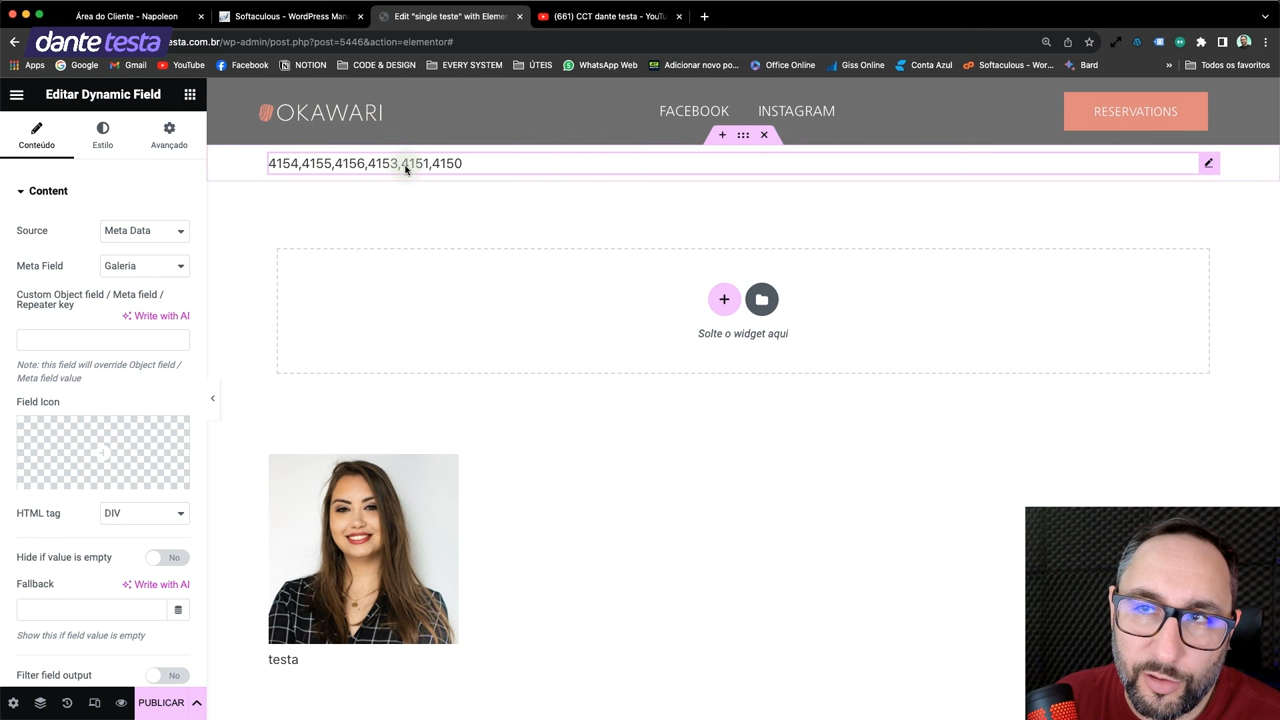 Área do Cliente - Napoleon
Softaculous - WordPress Man
Edit "single teste" with Elemen
(661) CCT dante testa - YouTu
dante testa
esta.com.br/wp-admin/post.php?post=5446&action=elementor#
Apps
Google
Gmail
YouTube
Facebook
NOTION
CODE & DESIGN
EVERY SYSTEM
ÚTEIS
WhatsApp Web
Adicionar novo po...
Office Online
Giss Online
Conta Azul
Softaculous - Wor...
Bard
»
Todos os favoritos
Editar Dynamic Field
OKAWARI
FACEBOOK
INSTAGRAM
RESERVATIONS
Conteúdo
Estilo
Avançado
4154,4155,4156,4153,4151,4150
Content
Source
Meta Data
Meta Field
Galeria
Custom Object field / Meta field /
Repeater key
Write with AI
Note: this field will override Object field /
Meta field value
Solte o widget aqui
Field Icon
HTML tag
DIV
Hide if value is empty
No
Fallback
Write with AI
Show this if field value is empty
testa
Filter field output
No
PUBLICAR